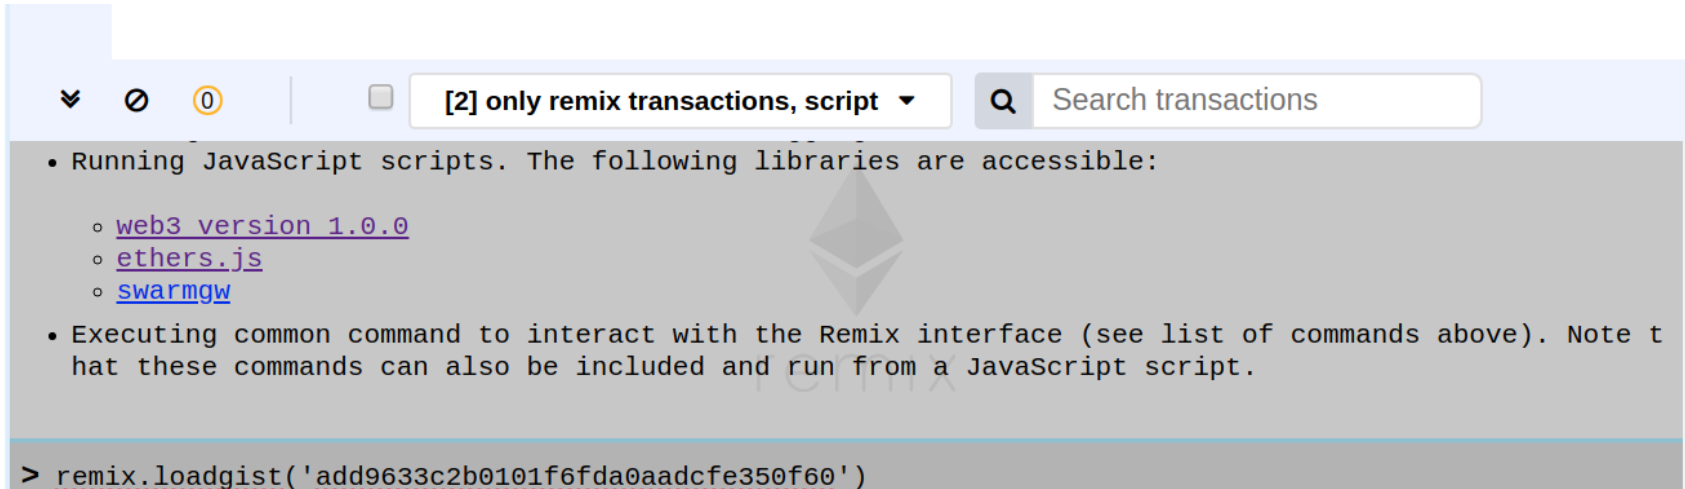 0
[2] only remix transactions, script
Search transactions
Running JavaScript scripts. The following libraries are accessible:
web3 version 1.0.0
ethers.js
swarmgw
Executing common command to interact with the Remix interface (see list of commands above). Note t
hat these commands can also be included and run from a JavaScript script.
remix
> remix.loadgist('add9633c2b0101f6fda0aadcfe350f60')